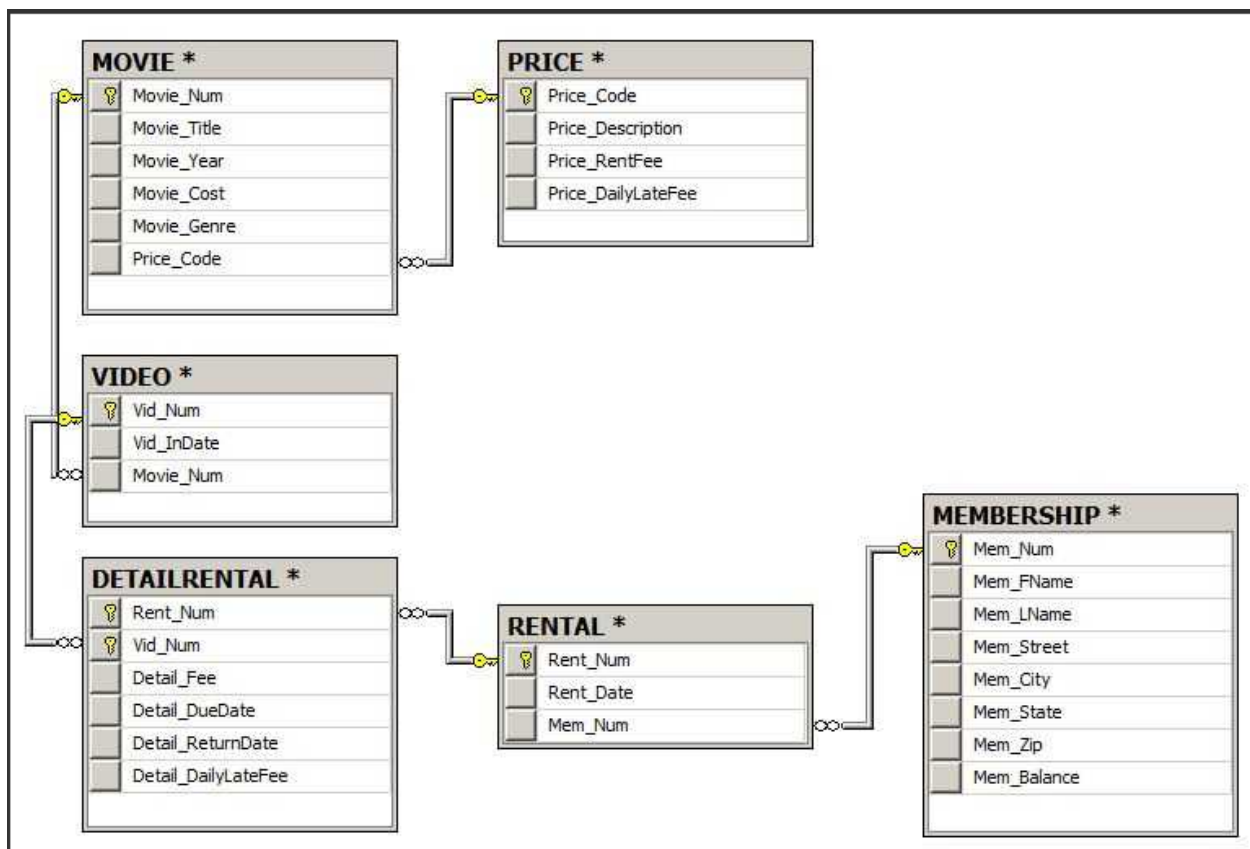 MOVIE *
Movie_Num
Movie_Title
Movie_Year
Movie_Cost
Movie_Genre
Price_Code
PRICE *
Price_Code
Price_Description
Price_RentFee
Price_DailyLateFee
VIDEO *
Vid_Num
Vid_InDate
Movie_Num
DETAILRENTAL *
Rent_Num
Vid_Num
Detail_Fee
Detail_DueDate
Detail_ReturnDate
Detail_DailyLateFee
RENTAL *
Rent_Num
Rent_Date
Mem_Num
MEMBERSHIP *
Mem_Num
Mem_FName
Mem_LName
Mem_Street
Mem_City
Mem_State
Mem_Zip
Mem_Balance